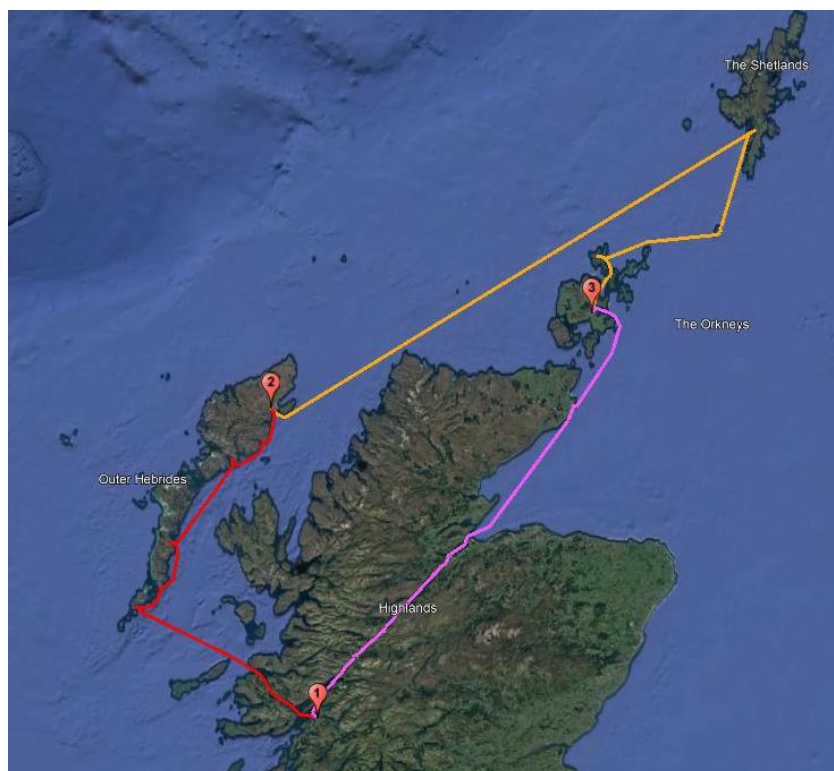 The Shetlands
3
The Orkneys
2
Outer Hebrides
Highlands
1